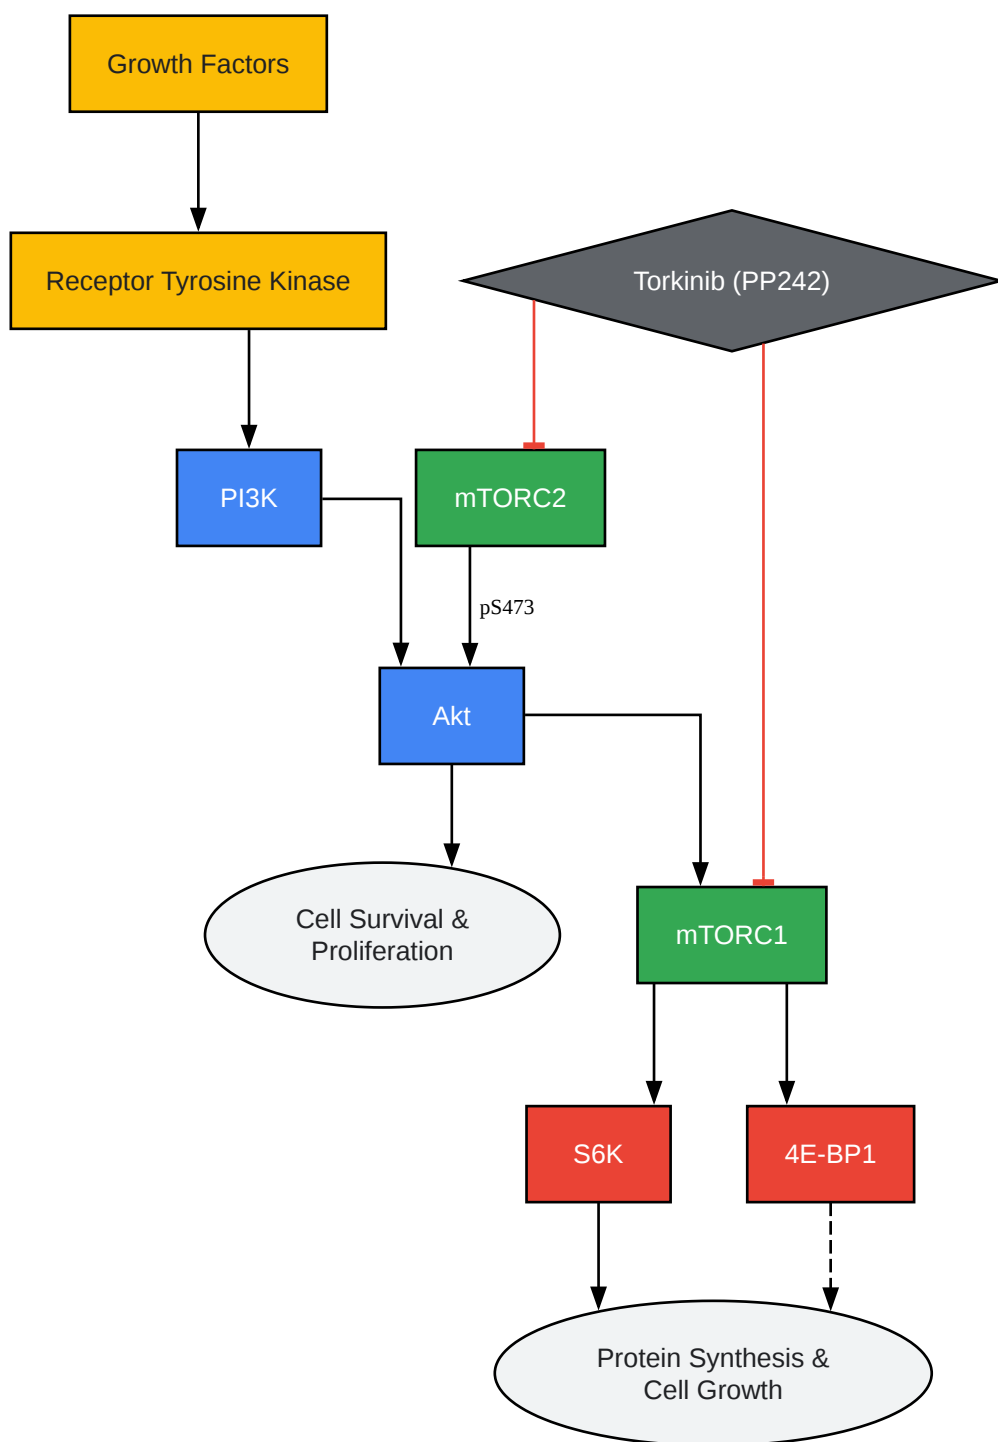 Growth Factors
Receptor Tyrosine Kinase
Torkinib (PP242)
PI3K
mTORC2
pS473
Akt
Cell Survival &
Proliferation
mTORC1
S6K
4E-BP1
Protein Synthesis &
Cell Growth